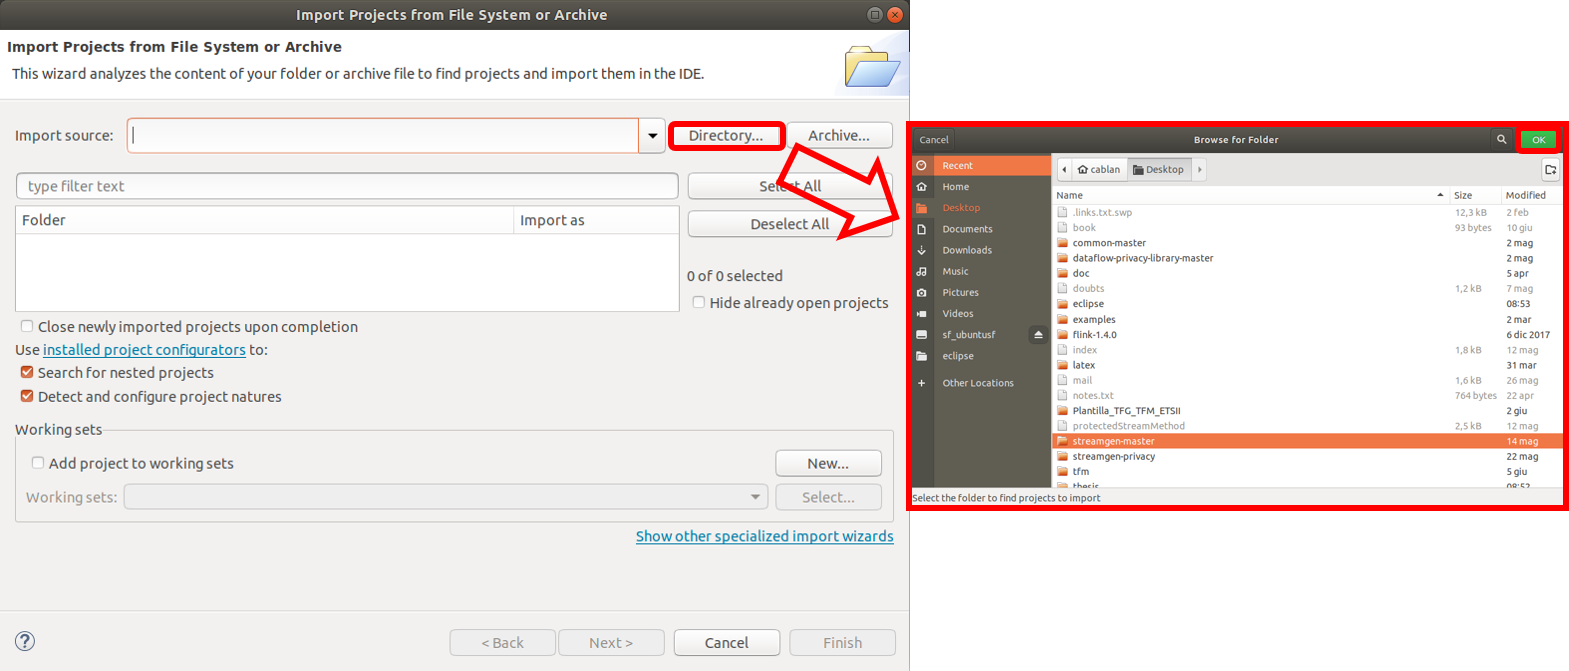 Import Projects from File System or Archive
Import Projects from File System or Archive
This wizard analyzes the content of your folder or archive file to find projects and import them in the IDE.
Import source: Directory... Archive...
type filter text Select All
Folder Import as Deselect All
0 of 0 selected
Hide already open projects
Close newly imported projects upon completion
Use installed project configurators to:
Search for nested projects
Detect and configure project natures
Working sets
Add project to working sets New...
Working sets: Select...
Show other specialized import wizards
? < Back Next > Cancel Finish
Cancel Browse for Folder OK
Recent
Home
Desktop
Documents
Downloads
Music
Pictures
Videos
sf_ubuntusf
eclipse
+ Other Locations
cablan Desktop
Name Size Modified
.links.txt.swp 12,3 kB 2 feb
book 93 bytes 10 giu
common-master 2 mag
dataflow-privacy-library-master 2 mag
doc 5 apr
doubts 1,2 kB 7 mag
eclipse 08:53
examples 2 mar
flink-1.4.0 6 dic 2017
index 1,8 kB 12 mag
latex 31 mar
mail 1,6 kB 26 mag
notes.txt 764 bytes 22 apr
Plantilla_TFG_TFM_ETSII 2 giu
protectedStreamMethod 2,5 kB 12 mag
streamgen-master 14 mag
streamgen-privacy 22 mag
tfm 5 giu
thesis 08:52
Select the folder to find projects to import